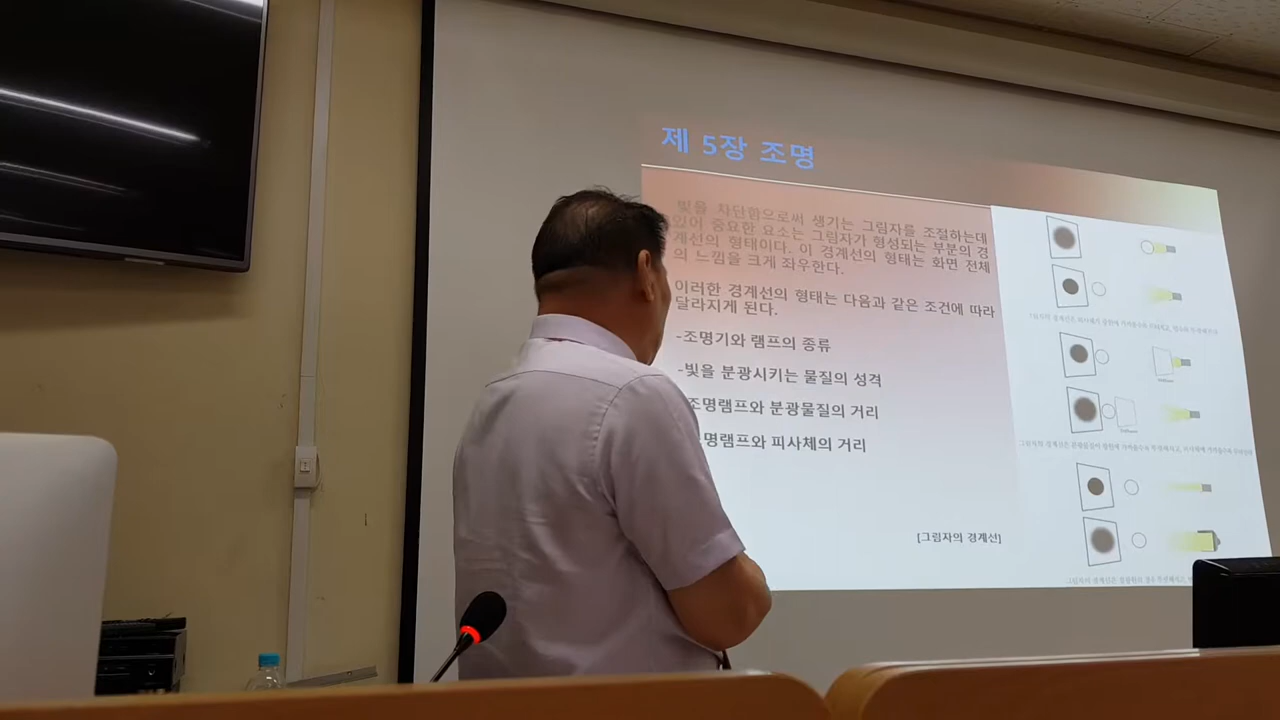 제 5장 조명
빛을 차단함으로써 생기는 그림자를 조절하는데
있어 중요한 요소는 그림자가 형성되는 부분의 경
계선의 형태이다. 이 경계선의 형태는 화면 전체
의 느낌을 크게 좌우한다.
이러한 경계선의 형태는 다음과 같은 조건에 따라
달라지게 된다.
-조명기와 램프의 종류
-빛을 분광시키는 물질의 성격
조명램프와 분광물질의 거리
명램프와 피사체의 거리
[그림자의 경계선]